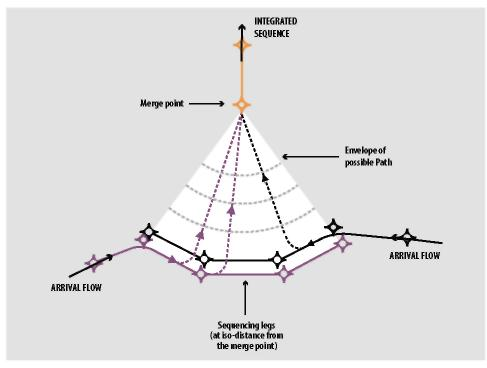 INTEGRATED
SEQUENCE
Merge point
Envelope of
possible Path
ARRIVAL FLOW
ARRIVAL FLOW
Sequencing legs
(at iso-distance from
the merge point)